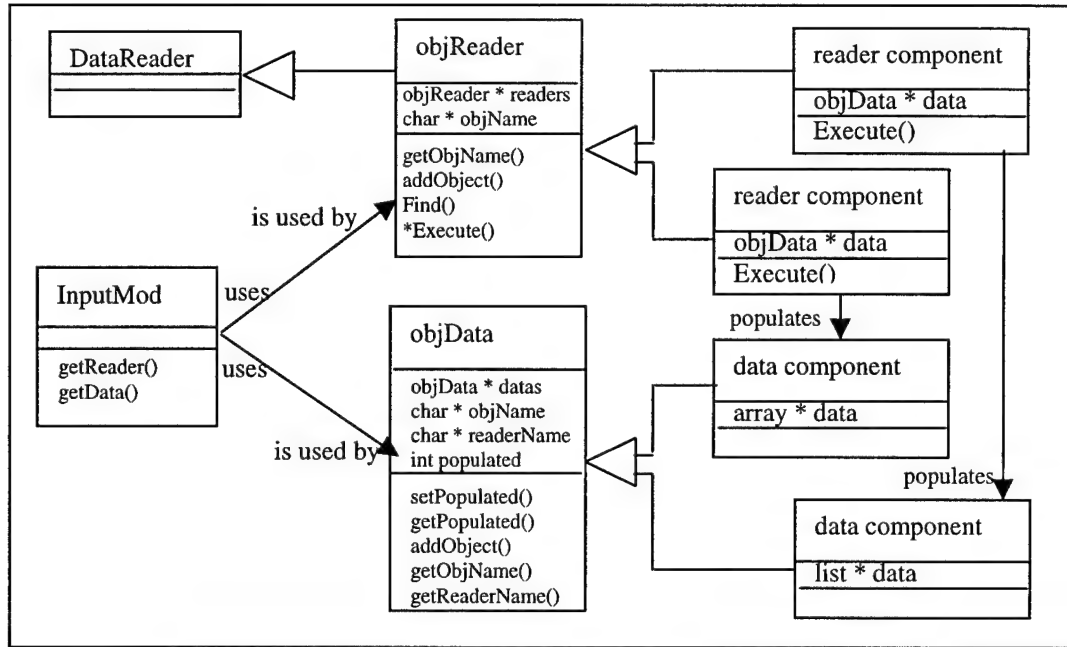 DataReader
objReader
objReader * readers
char * objName
getObjName()
addObject()
Find()
*Execute()
reader component
objData * data
Execute()
reader component
objData * data
Execute()
is used by
uses
InputMod
getReader()
getData()
uses
is used by
objData
objData * datas
char * objName
char * readerName
int populated
setPopulated()
getPopulated()
addObject()
getObjName()
getReaderName()
populates
data component
array * data
populates
data component
list * data